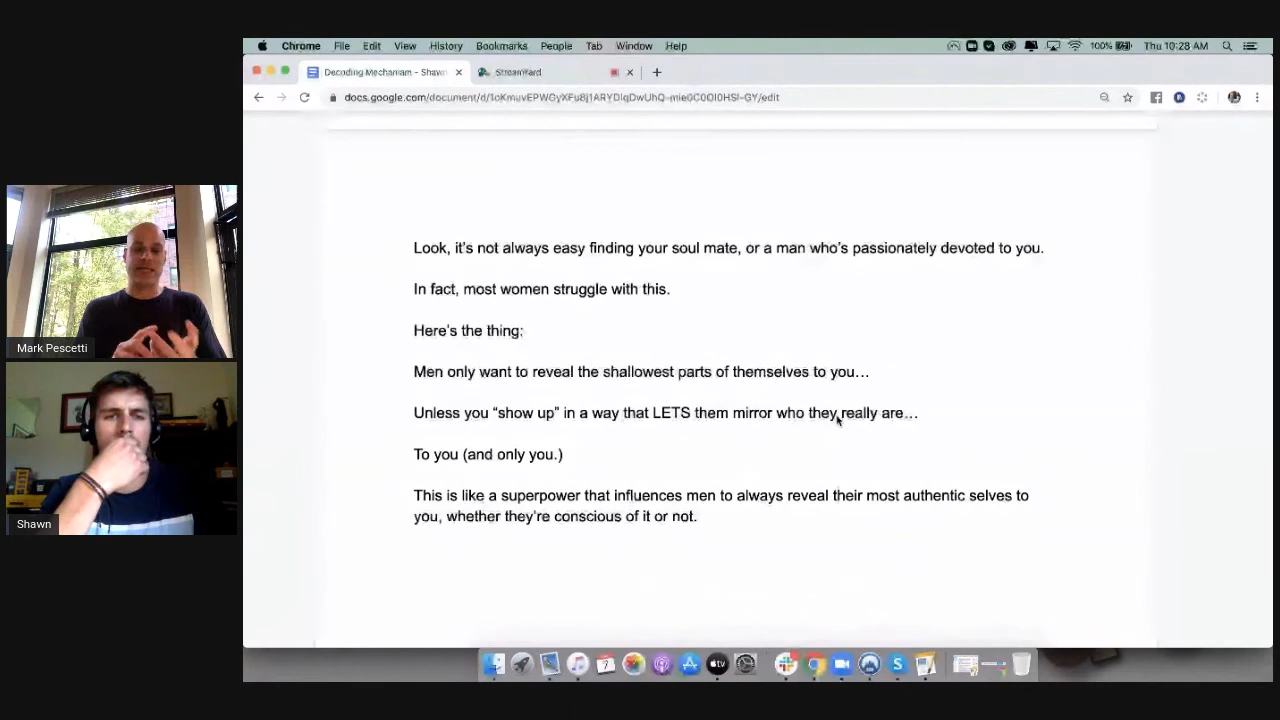 Chrome File Edit View History Bookmarks People Tab Window Help 100% Thu 10:28 AM
Decoding Mechanism - Shawn StreamYard
Mark Pescetti
Shawn
Look, it's not always easy finding your soul mate, or a man who's passionately devoted to you.
In fact, most women struggle with this.
Here's the thing:
Men only want to reveal the shallowest parts of themselves to you…
Unless you “show up” in a way that LETS them mirror who they really are…
To you (and only you.)
This is like a superpower that influences men to always reveal their most authentic selves to
you, whether they're conscious of it or not.
7
tv